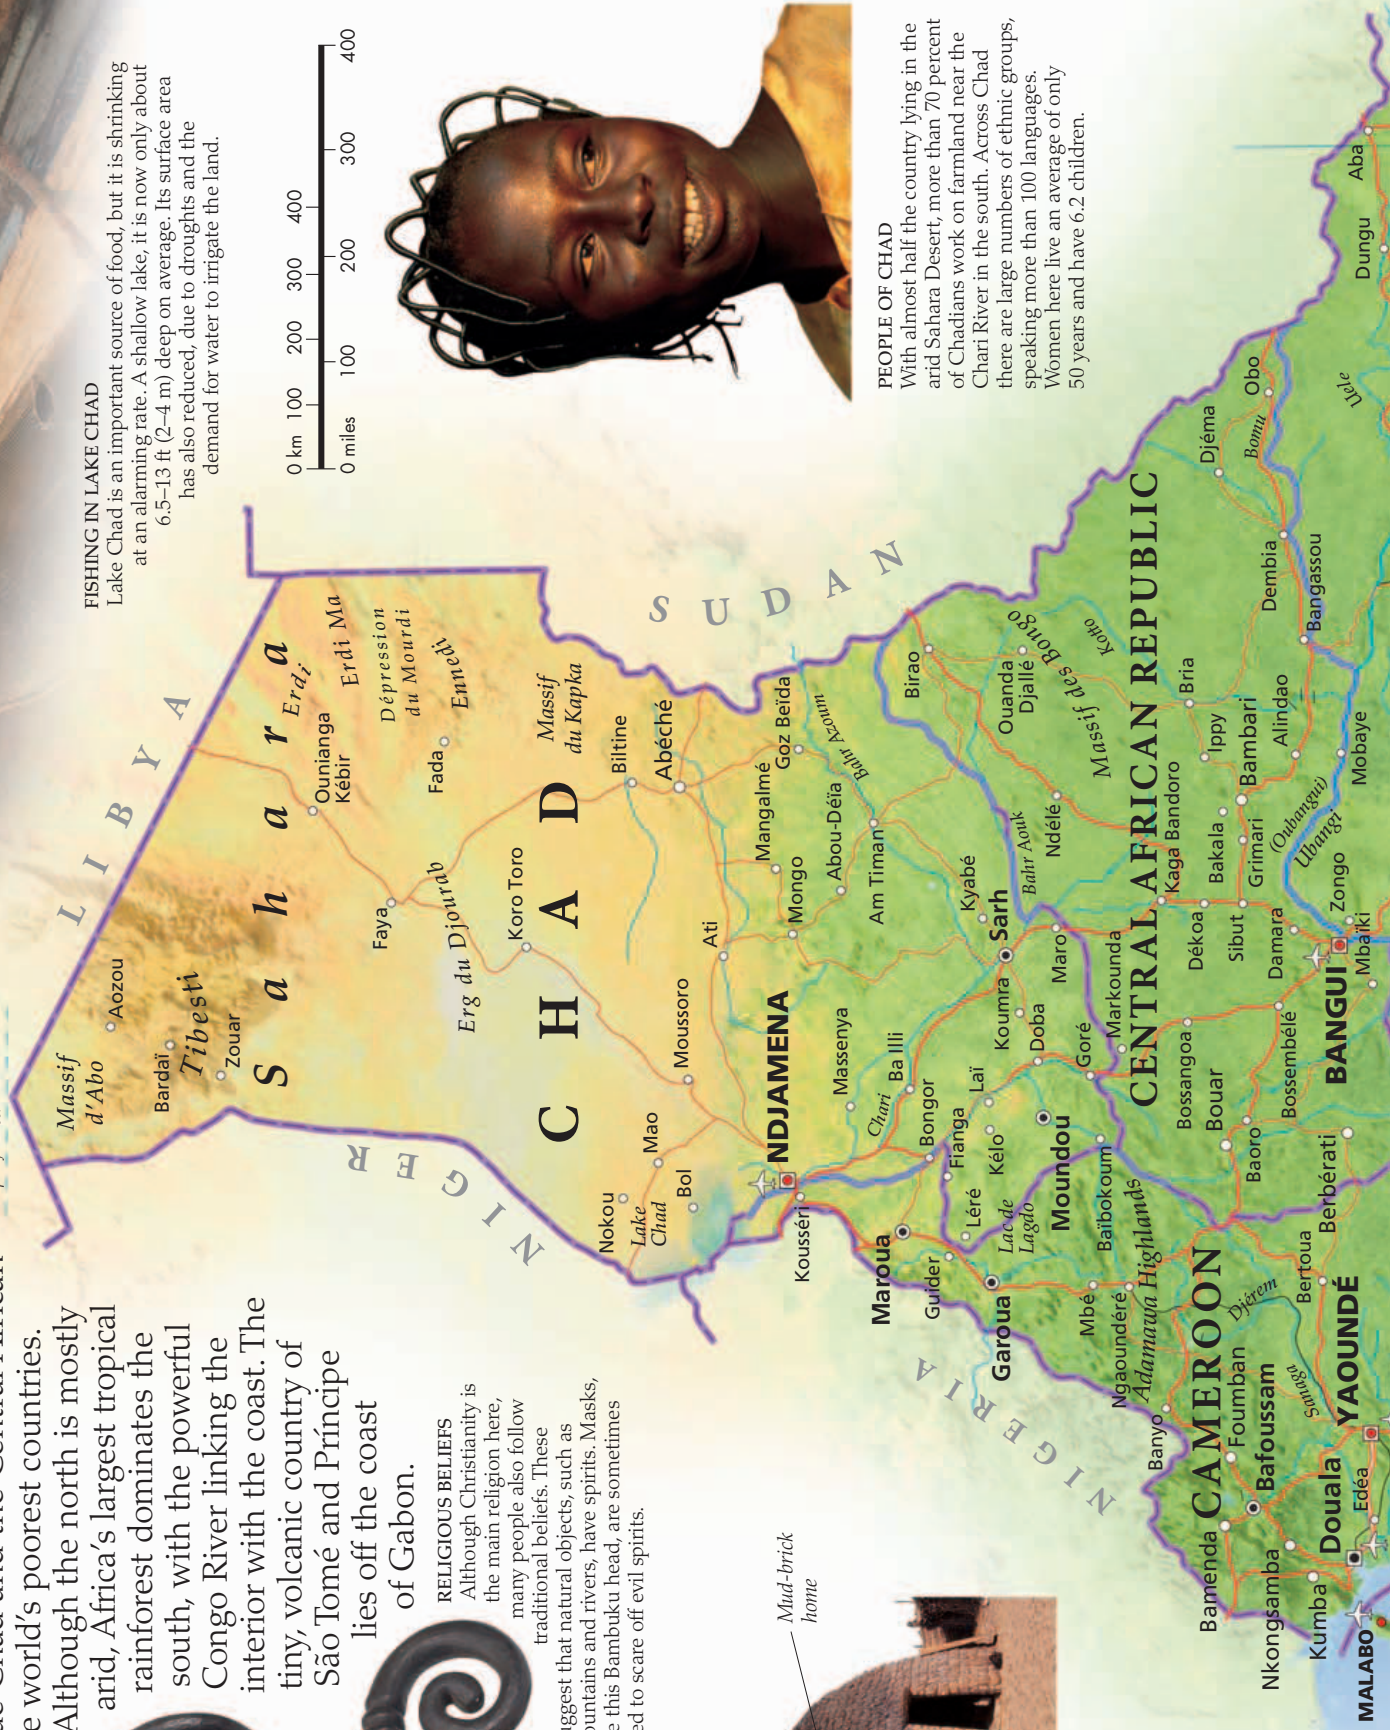 e world's poorest countries.
Although the north is mostly
arid, Africa's largest tropical
rainforest dominates the
south, with the powerful
Congo River linking the
interior with the coast. The
tiny, volcanic country of
São Tomé and Príncipe
lies off the coast
of Gabon.
RELIGIOUS BELIEFS
Although Christianity is
the main religion here,
many people also follow
traditional beliefs. These
uggest that natural objects, such as
ountains and rivers, have spirits. Masks,
e this Bambuku head, are sometimes
ed to scare off evil spirits.
Mud-brick
home
FISHING IN LAKE CHAD
Lake Chad is an important source of food, but it is shrinking
at an alarming rate. A shallow lake, it is now only about
6.5–13 ft (2–4 m) deep on average. Its surface area
has also reduced, due to droughts and the
demand for water to irrigate the land.
0 km 100 200 300 400
0 miles 100 200 300 400
PEOPLE OF CHAD
With almost half the country lying in the
arid Sahara Desert, more than 70 percent
of Chadians work on farmland near the
Chari River in the south. Across Chad
there are large numbers of ethnic groups,
speaking more than 100 languages.
Women here live an average of only
50 years and have 6.2 children.
LIBYA
NIGER
SUDAN
NIGERIA
Massif
d'Abo
Aozou
Bardaï
Tibesti
Zouar
Sahara
Erdi
Erdi Ma
Ounianga
Kébir
Dépression
du Mourdi
Ennedi
Fada
Faya
Erg du Djourab
Koro Toro
CHAD
Massif
du Kapka
Biltine
Abéché
Nokou
Lake
Chad
Mao
Bol
Moussoro
Ati
NDJAMENA
Kousséri
Mangalmé
Goz Beïda
Mongo
Abou-Déïa
Bahr Azoum
Am Timan
Massenya
Chari
Ba Illi
Bongor
Maroua
Guider
Fianga
Laï
Kélo
Léré
Lac de
Lagdo
Garoua
Kyabé
Sarh
Koumra
Doba
Moundou
Goré
Maro
Bahr Aouk
Birao
Ouanda
Djallé
Massif des Bongo
Kotto
Ndélé
Markounda
Baïbokoum
Mbé
Ngaoundéré
Adamawa Highlands
Banyo
CENTRAL AFRICAN REPUBLIC
Kaga Bandoro
Bria
Ippy
Bambari
Alindao
Bakala
Grimari
Dékoa
Sibut
Damara
Bossangoa
Bouar
Baoro
Bossembélé
BANGUI
Zongo
Mbaïki
Berbérati
(Oubangui)
Ubangi
Mobaye
Bangassou
Dembia
Djéma
Bomu
Obo
Uele
Dungu
Aba
CAMEROON
Foumban
Bafoussam
Bamenda
Nkongsamba
Kumba
Douala
Edéa
YAOUNDÉ
Sanaga
Djérem
Bertoua
MALABO